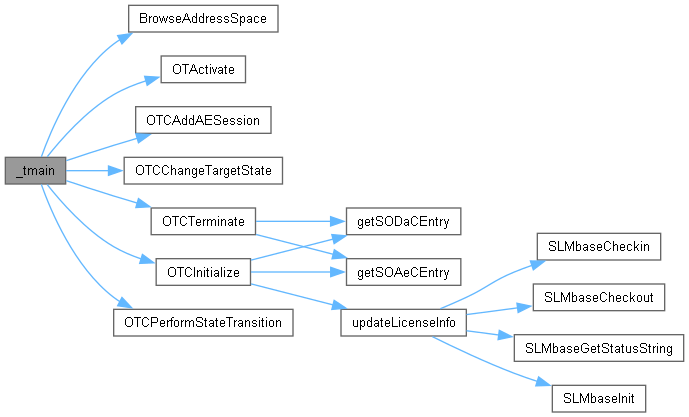 BrowseAddressSpace
OTActivate
OTCAddAESession
_tmain
OTCChangeTargetState
OTCTerminate
getSODaCEntry
SLMbaseCheckin
OTCInitialize
getSOAeCEntry
SLMbaseCheckout
OTCPerformStateTransition
updateLicenseInfo
SLMbaseGetStatusString
SLMbaseInit